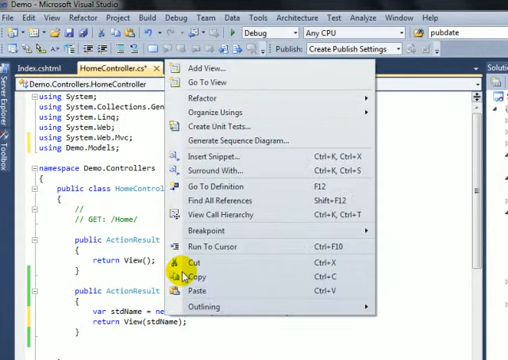 Demo - Microsoft Visual Studio
File Edit View Refactor Project Build Debug Team Data Tools Architecture Test Analyze Window Help
Debug Any CPU pubdate
Publish: Create Publish Settings
Index.cshtml HomeController.cs*
Demo.Controllers.HomeController
Server Explorer
Toolbox
using System;
using System.Collections.Gen
using System.Linq;
using System.Web;
using System.Web.Mvc;
using Demo.Models;
namespace Demo.Controllers
public class HomeControl
{
//
// GET: /Home/
public ActionResult
{
return View();
}
public ActionResult
{
var stdName = ne
return View(stdName);
}
Add View...
Go To View
Refactor
Organize Usings
Create Unit Tests...
Generate Sequence Diagram...
Insert Snippet... Ctrl+K, Ctrl+X
Surround With... Ctrl+K, Ctrl+S
Go To Definition F12
Find All References Shift+F12
View Call Hierarchy Ctrl+K, Ctrl+T
Breakpoint
Run To Cursor Ctrl+F10
Cut Ctrl+X
Copy Ctrl+C
Paste Ctrl+V
Outlining